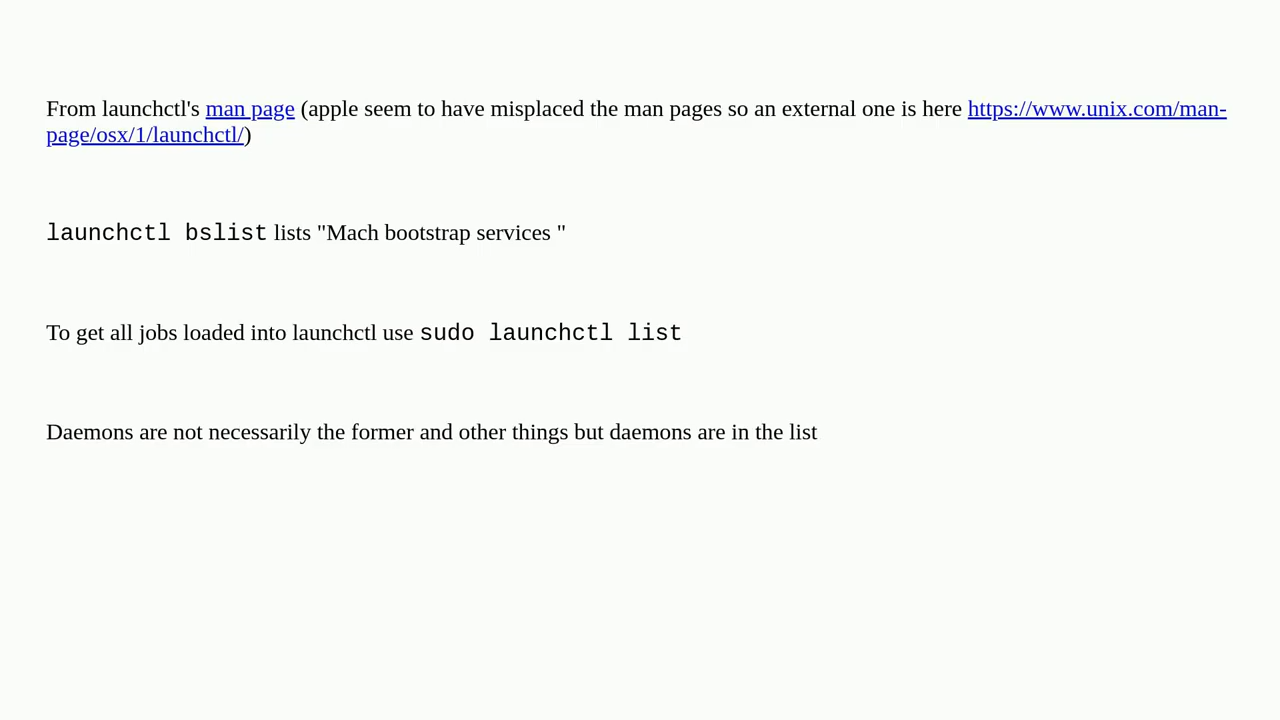 From launchctl's man page (apple seem to have misplaced the man pages so an external one is here https://www.unix.com/man-
page/osx/1/launchctl/)
launchctl bslist lists "Mach bootstrap services "
To get all jobs loaded into launchctl use sudo launchctl list
Daemons are not necessarily the former and other things but daemons are in the list